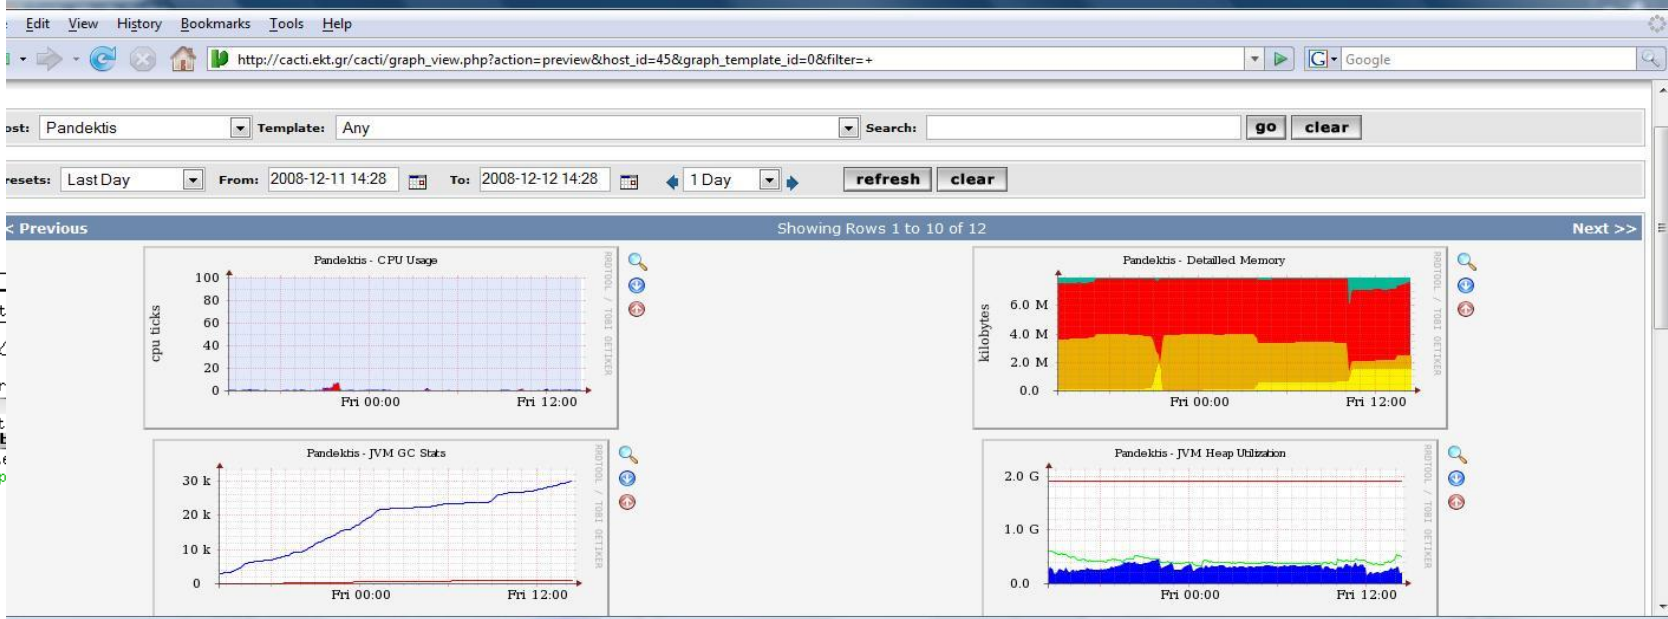 Edit View History Bookmarks Tools Help
http://cacti.ekt.gr/cacti/graph_view.php?action=preview&host_id=45&graph_template_id=0&filter=+
G Google
ost: Pandektis Template: Any Search: go clear
resets: Last Day From: 2008-12-11 14:28 To: 2008-12-12 14:28 1 Day refresh clear
< Previous Showing Rows 1 to 10 of 12 Next >>
Pandektis - CPU Usage
cpu ticks
100
80
60
40
20
0
Fri 00:00 Fri 12:00
RRDTOOL / TOBI OETIKER
Pandektis - Detailled Memory
kilobytes
6.0 M
4.0 M
2.0 M
0.0
Fri 00:00 Fri 12:00
RRDTOOL / TOBI OETIKER
Pandektis - JVM GC Stats
30 k
20 k
10 k
0
Fri 00:00 Fri 12:00
RRDTOOL / TOBI OETIKER
Pandektis - JVM Heap Utilization
2.0 G
1.0 G
0.0
Fri 00:00 Fri 12:00
RRDTOOL / TOBI OETIKER